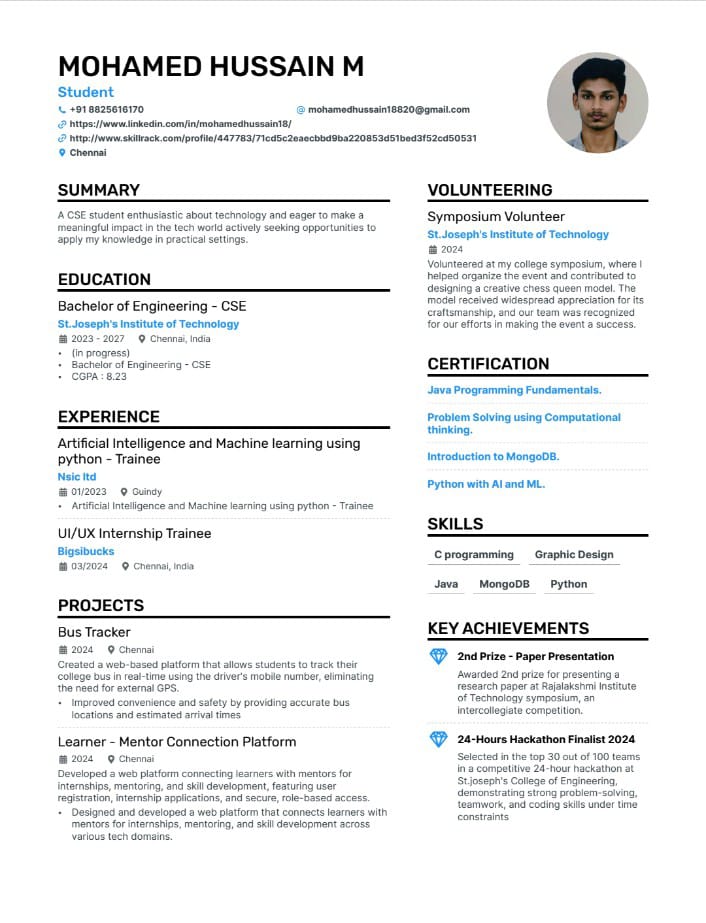 MOHAMED HUSSAIN M
Student
+91 8825616170
mohamedhussain18820@gmail.com
https://www.linkedin.com/in/mohamedhussain18/
http://www.skillrack.com/profile/447783/71cd5c2eaecbbd9ba220853d51bed3f52cd50531
Chennai
SUMMARY
A CSE student enthusiastic about technology and eager to make a
meaningful impact in the tech world actively seeking opportunities to
apply my knowledge in practical settings.
EDUCATION
Bachelor of Engineering - CSE
St.Joseph's Institute of Technology
2023 - 2027 Chennai, India
• (in progress)
• Bachelor of Engineering - CSE
• CGPA : 8.23
EXPERIENCE
Artificial Intelligence and Machine learning using
python - Trainee
Nsic ltd
01/2023 Guindy
• Artificial Intelligence and Machine learning using python - Trainee
UI/UX Internship Trainee
Bigsibucks
03/2024 Chennai, India
PROJECTS
Bus Tracker
2024 Chennai
Created a web-based platform that allows students to track their
college bus in real-time using the driver's mobile number, eliminating
the need for external GPS.
• Improved convenience and safety by providing accurate bus
locations and estimated arrival times
Learner - Mentor Connection Platform
2024 Chennai
Developed a web platform connecting learners with mentors for
internships, mentoring, and skill development, featuring user
registration, internship applications, and secure, role-based access.
• Designed and developed a web platform that connects learners with
mentors for internships, mentoring, and skill development across
various tech domains.
VOLUNTEERING
Symposium Volunteer
St.Joseph's Institute of Technology
2024
Volunteered at my college symposium, where I
helped organize the event and contributed to
designing a creative chess queen model. The
model received widespread appreciation for its
craftsmanship, and our team was recognized
for our efforts in making the event a success.
CERTIFICATION
Java Programming Fundamentals.
Problem Solving using Computational
thinking.
Introduction to MongoDB.
Python with AI and ML.
SKILLS
C programming Graphic Design
Java MongoDB Python
KEY ACHIEVEMENTS
2nd Prize - Paper Presentation
Awarded 2nd prize for presenting a
research paper at Rajalakshmi Institute
of Technology symposium, an
intercollegiate competition.
24-Hours Hackathon Finalist 2024
Selected in the top 30 out of 100 teams
in a competitive 24-hour hackathon at
St.joseph's College of Engineering,
demonstrating strong problem-solving,
teamwork, and coding skills under time
constraints